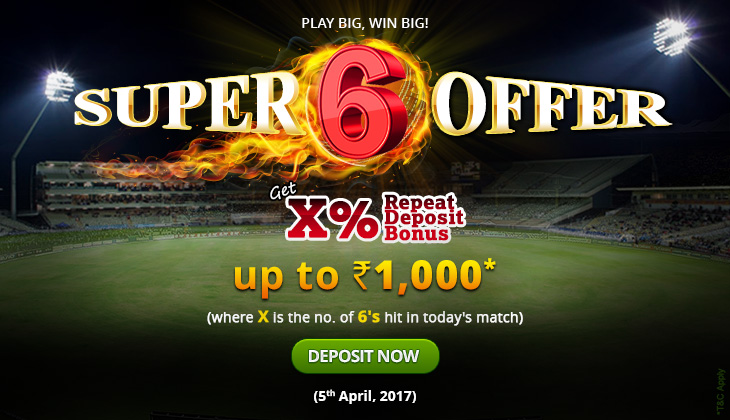 PLAY BIG, WIN BIG!
SUPER 6 OFFER
Get
X% Repeat
Deposit
Bonus
up to ₹1,000*
(where X is the no. of 6's hit in today's match)
DEPOSIT NOW
(5th April, 2017)
*T&C Apply